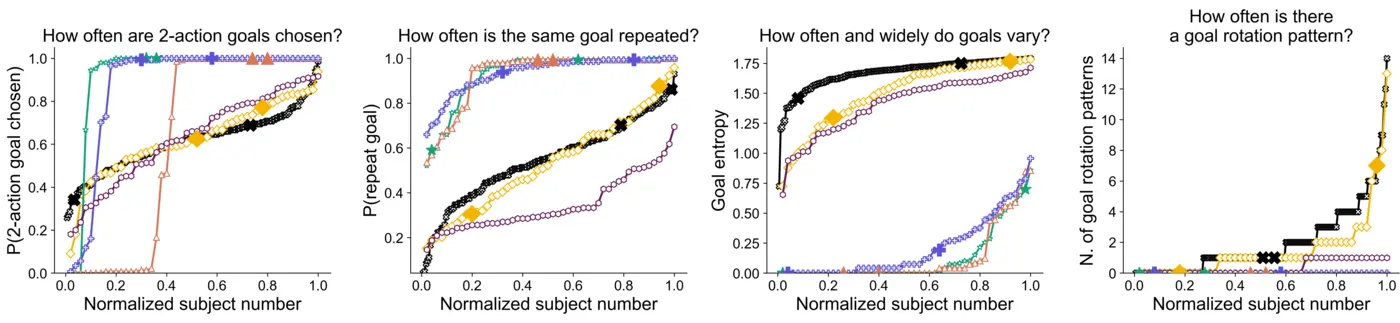 How often are 2-action goals chosen?
P(2-action goal chosen)
1.0
0.8
0.6
0.4
0.2
0.0
0.0 0.2 0.4 0.6 0.8 1.0
Normalized subject number
How often is the same goal repeated?
P(repeat goal)
1.0
0.8
0.6
0.4
0.2
0.0 0.2 0.4 0.6 0.8 1.0
Normalized subject number
How often and widely do goals vary?
Goal entropy
1.75
1.50
1.25
1.00
0.75
0.50
0.25
0.00
0.0 0.2 0.4 0.6 0.8 1.0
Normalized subject number
How often is there
a goal rotation pattern?
N. of goal rotation patterns
14
12
10
8
6
4
2
0
0.0 0.2 0.4 0.6 0.8 1.0
Normalized subject number